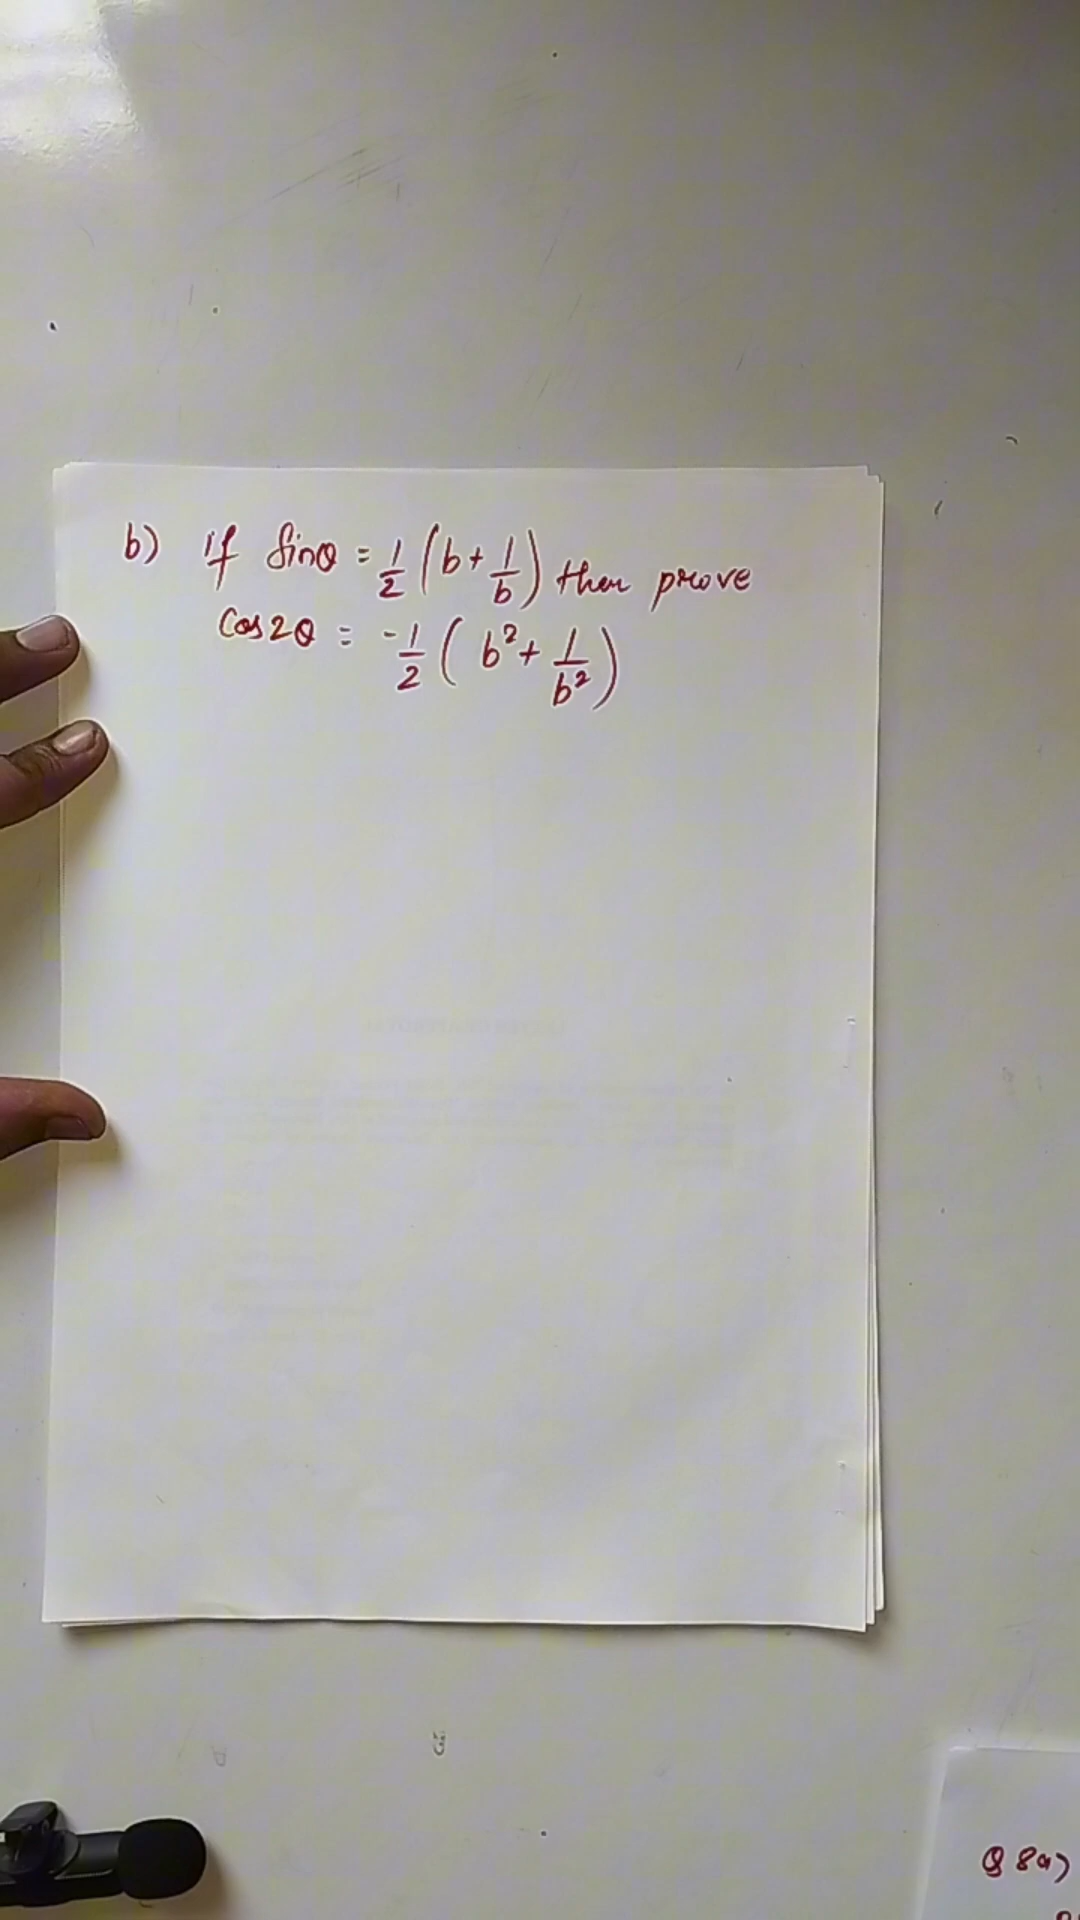 b) If Sinθ = 1/2 (b + 1/b) then prove
Cos2θ = -1/2 (b² + 1/b²)
Q 8a)